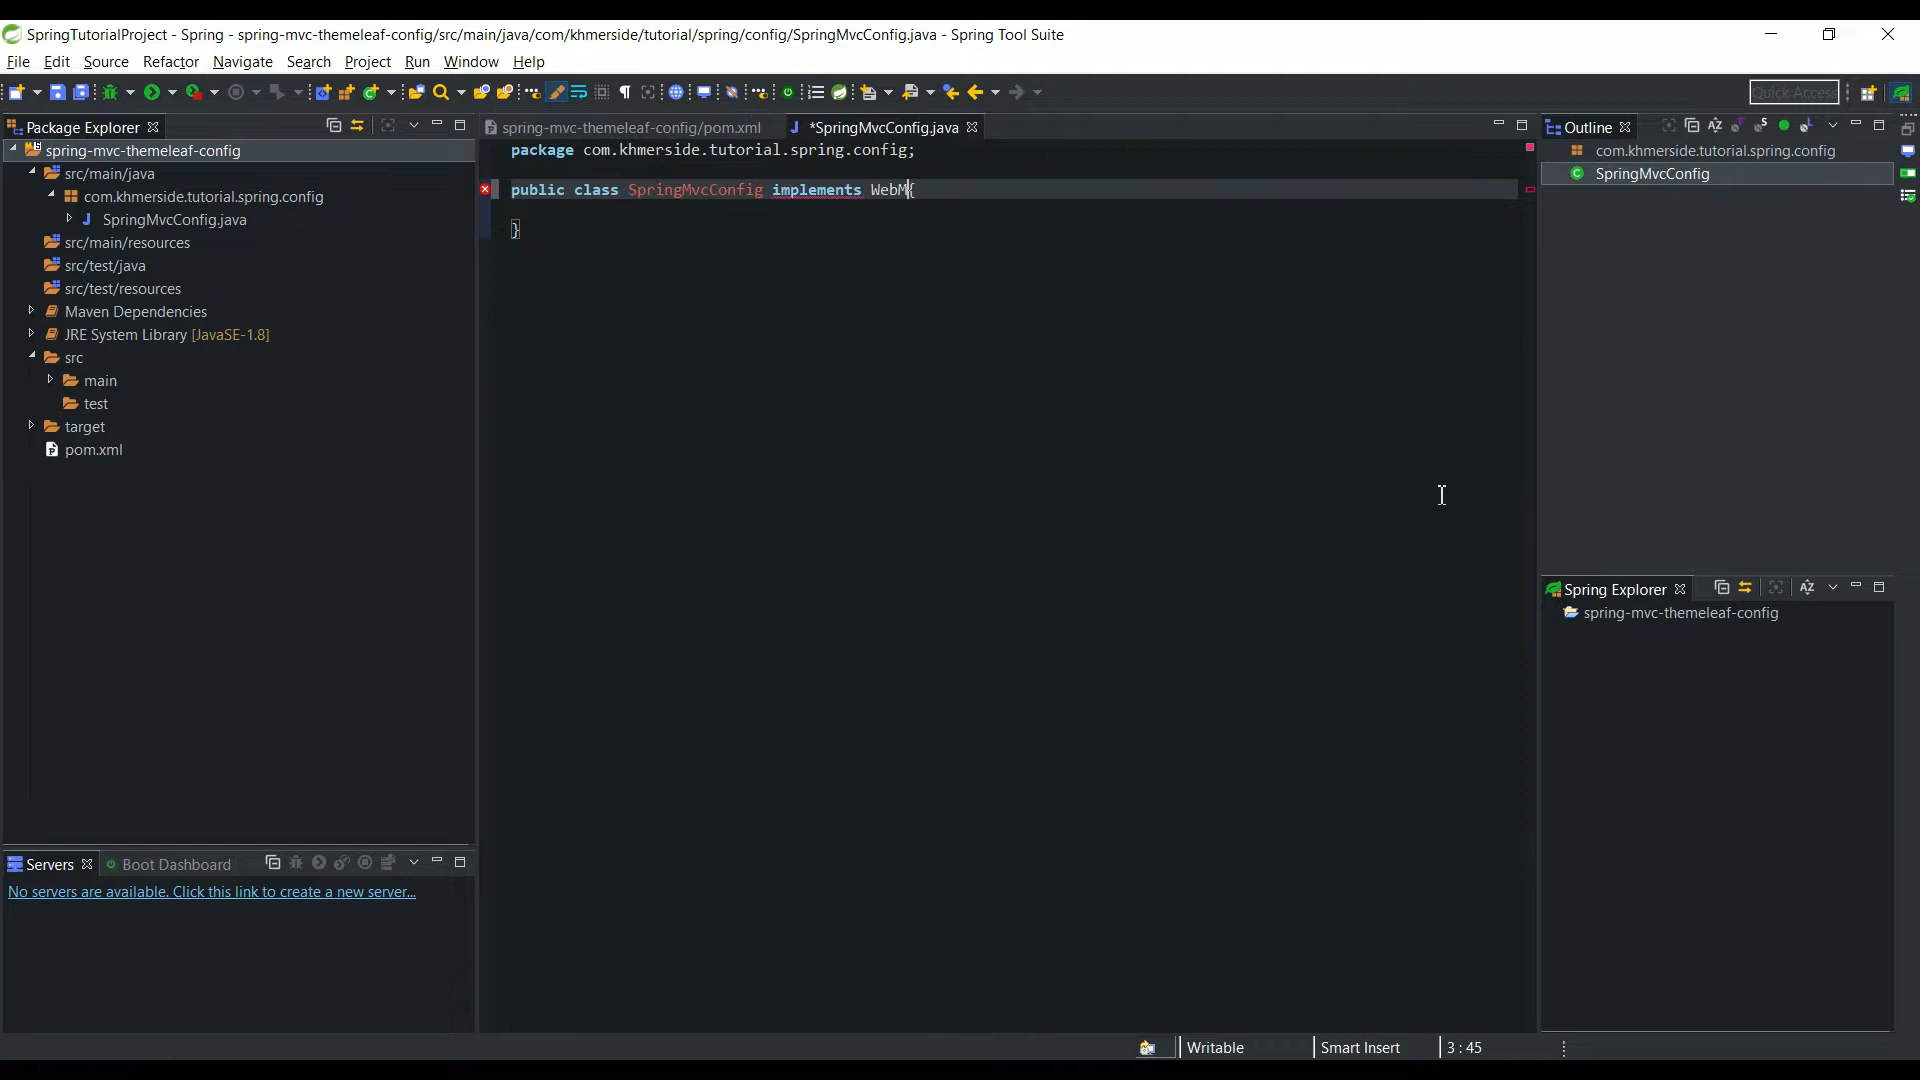 SpringTutorialProject - Spring - spring-mvc-themeleaf-config/src/main/java/com/khmerside/tutorial/spring/config/SpringMvcConfig.java - Spring Tool Suite
File Edit Source Refactor Navigate Search Project Run Window Help
Quick Access
Package Explorer
spring-mvc-themeleaf-config
src/main/java
com.khmerside.tutorial.spring.config
SpringMvcConfig.java
src/main/resources
src/test/java
src/test/resources
Maven Dependencies
JRE System Library [JavaSE-1.8]
src
main
test
target
pom.xml
Servers
Boot Dashboard
No servers are available. Click this link to create a new server...
spring-mvc-themeleaf-config/pom.xml
*SpringMvcConfig.java
package com.khmerside.tutorial.spring.config;
public class SpringMvcConfig implements WebM{
}
Outline
com.khmerside.tutorial.spring.config
SpringMvcConfig
Spring Explorer
spring-mvc-themeleaf-config
Writable
Smart Insert
3 : 45